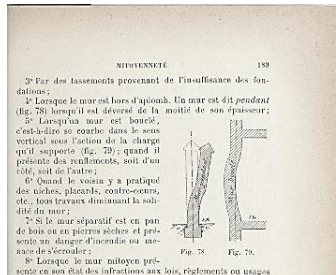 MITOYENNETÉ 189
3° Par des tassements provenant de l'insuffisance des fon-
dations ;
4° Lorsque le mur est hors d'aplomb. Un mur est dit pendant
(fig. 78) lorsqu'il est déversé de la moitié de son épaisseur ;
5° Lorsqu'un mur est bouclé,
c'est-à-dire se courbe dans le sens
vertical sous l'action de la charge
qu'il supporte (fig. 79) ; quand il
présente des renflements, soit d'un
côté, soit de l'autre ;
6° Quand le voisin y a pratiqué
des niches, placards, contre-cœurs,
etc., tous travaux diminuant la soli-
dité du mur ;
7° Si le mur séparatif est en pan
de bois ou en pierres sèches et pré-
sente un danger d'incendie ou me-
nace de s'écrouler ;
Fig. 78. Fig. 79.
8° Lorsque le mur mitoyen pré-
sente en son état des infractions aux lois, règlements ou usages